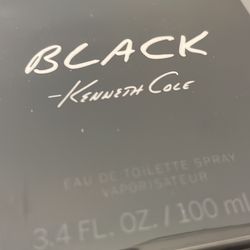 BLACK
-KENNETH COLE
EAU DE TOILETTE SPRAY
VAPORISATEUR
3.4 FL. OZ. / 100 ml